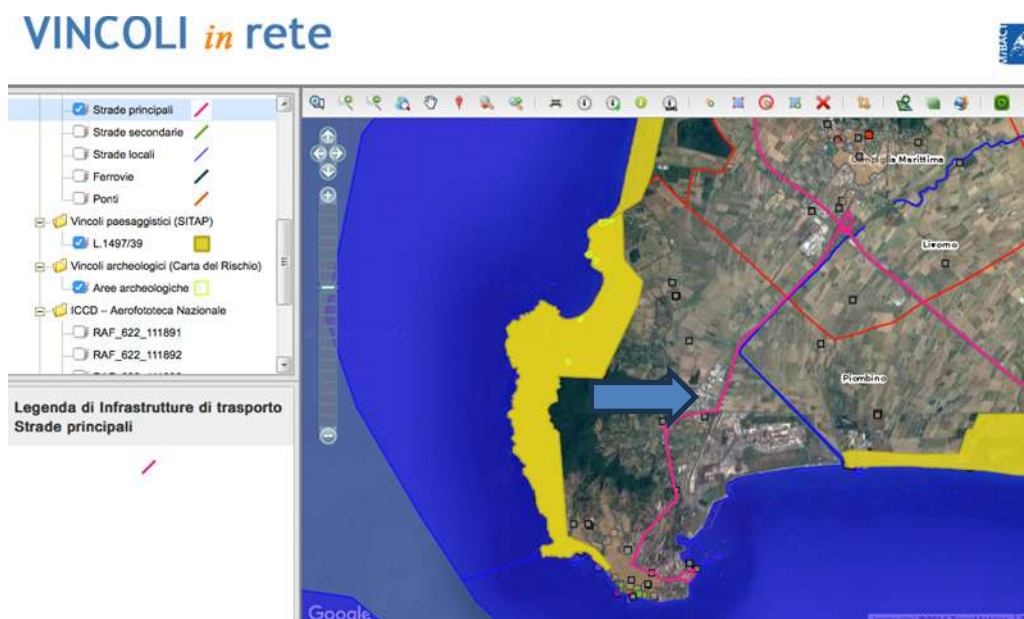 VINCOLI in rete
MiBACT
Strade principali
Strade secondarie
Strade locali
Ferrovie
Ponti
Vincoli paesaggistici (SITAP)
L.1497/39
Vincoli archeologici (Carta del Rischio)
Aree archeologiche
ICCD – Aerofototeca Nazionale
RAF_622_111891
RAF_622_111892
Legenda di Infrastrutture di trasporto
Strade principali
Campiglia Marittima
Livorno
Piombino
Google